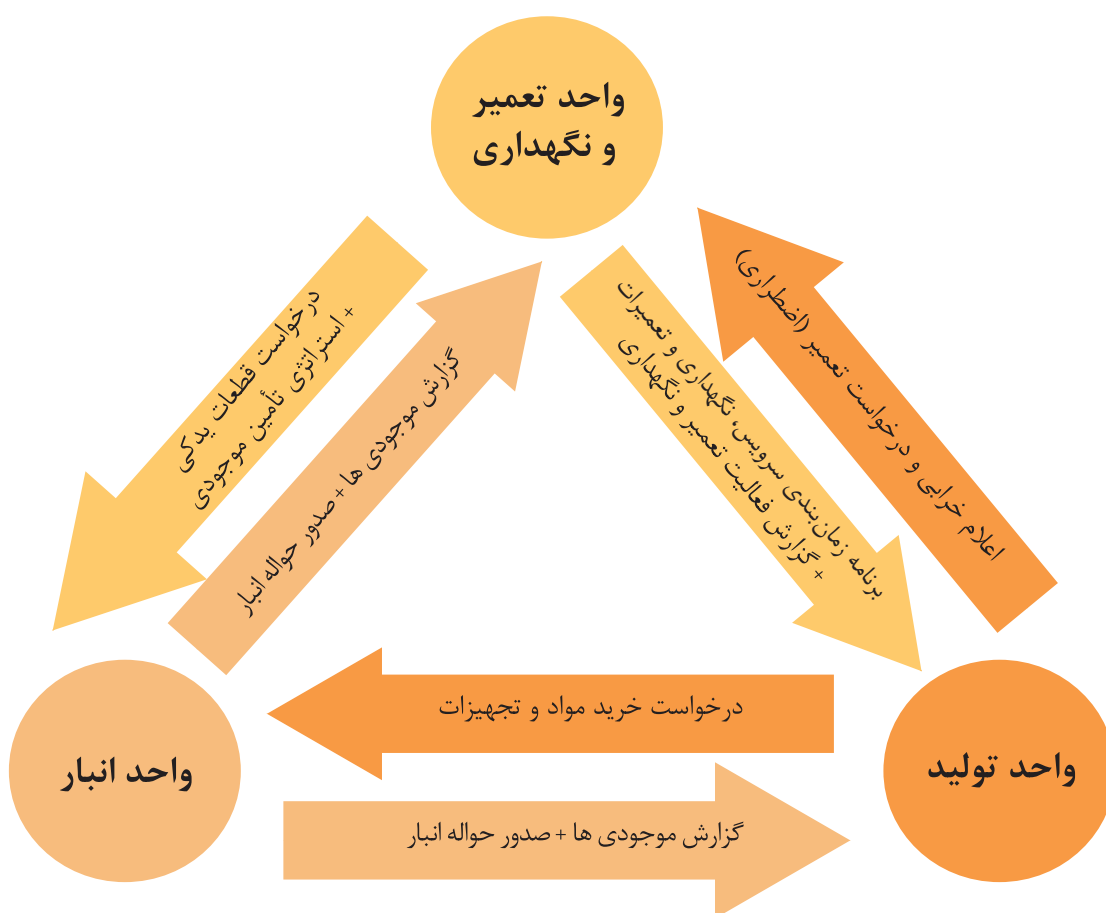 واحد تعمیر
و نگهداری
درخواست قطعات یدکی
+ استراتژی تأمین موجودی
گزارش موجودی ها + صدور حواله انبار
برنامه زمان‌بندی سرویس، نگهداری و تعمیرات
+ گزارش فعالیت تعمیر و نگهداری
اعلام خرابی و درخواست تعمیر (اضطراری)
درخواست خرید مواد و تجهیزات
واحد تولید
واحد انبار
گزارش موجودی ها + صدور حواله انبار